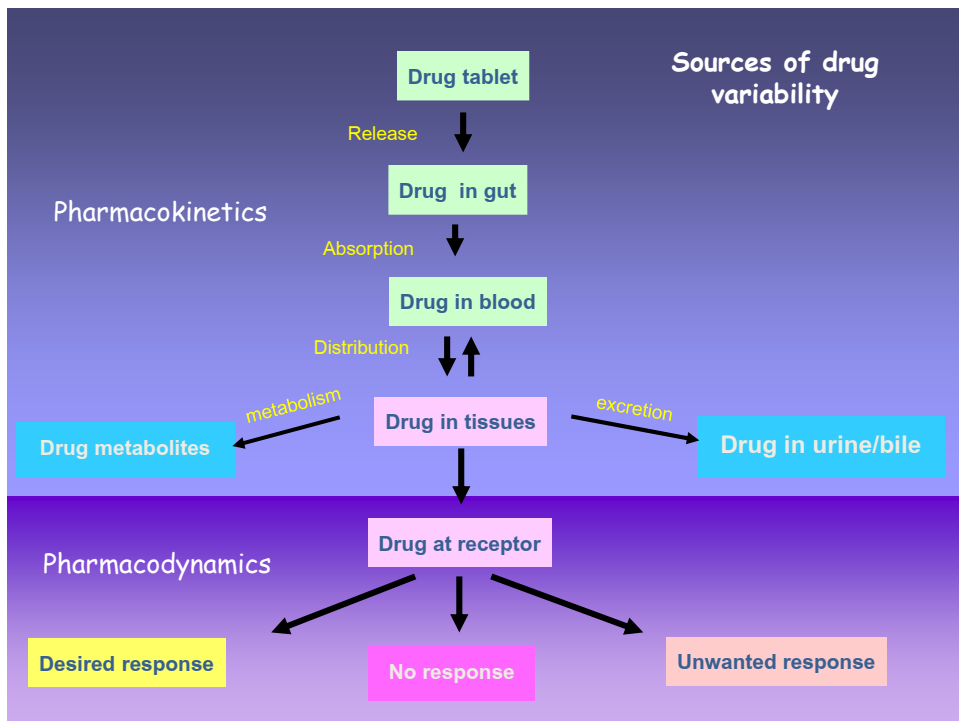 Drug tablet
Sources of drug
variability
Release
Drug in gut
Pharmacokinetics
Absorption
Drug in blood
Distribution
metabolism
Drug in tissues
excretion
Drug metabolites
Drug in urine/bile
Drug at receptor
Pharmacodynamics
Desired response
No response
Unwanted response